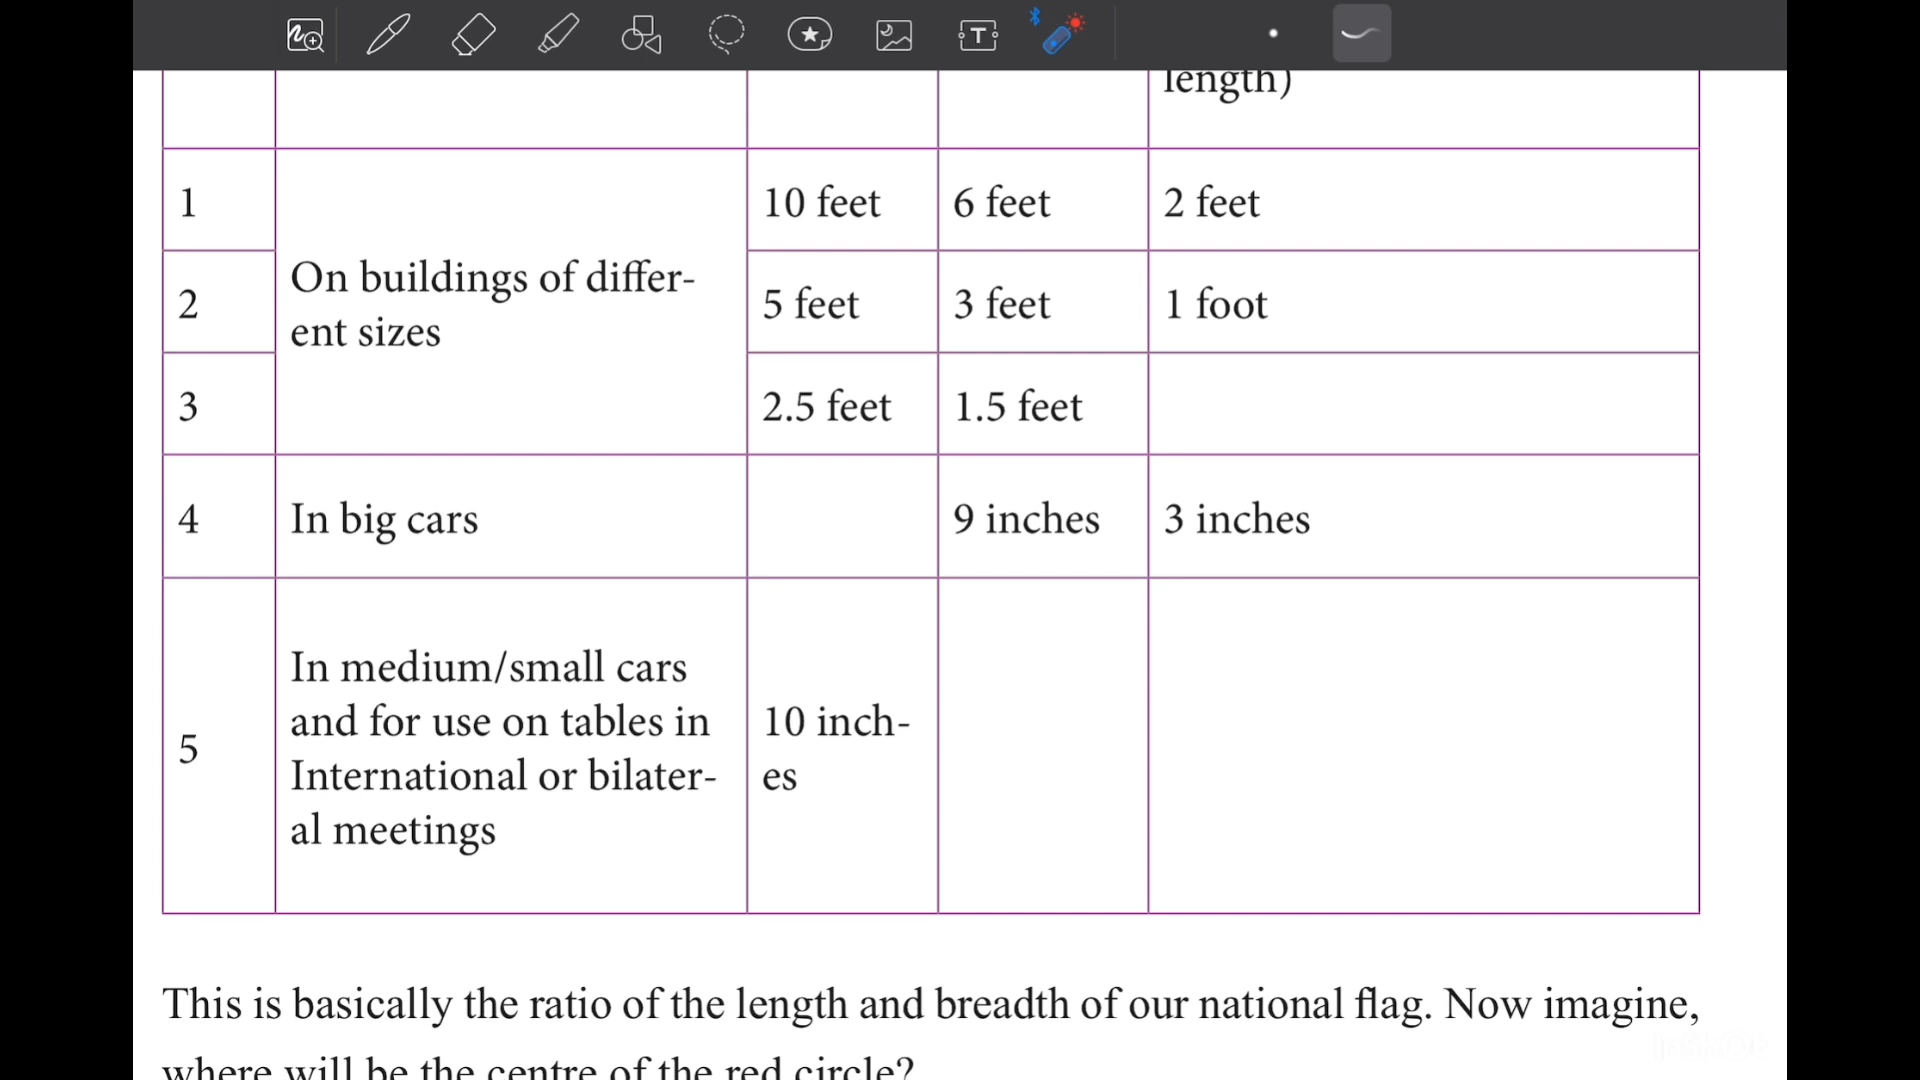 length)
1
10 feet
6 feet
2 feet
On buildings of differ-
ent sizes
2
5 feet
3 feet
1 foot
3
2.5 feet
1.5 feet
4
In big cars
9 inches
3 inches
5
In medium/small cars
and for use on tables in
International or bilater-
al meetings
10 inch-
es
This is basically the ratio of the length and breadth of our national flag. Now imagine,
where will be the centre of the red circle?